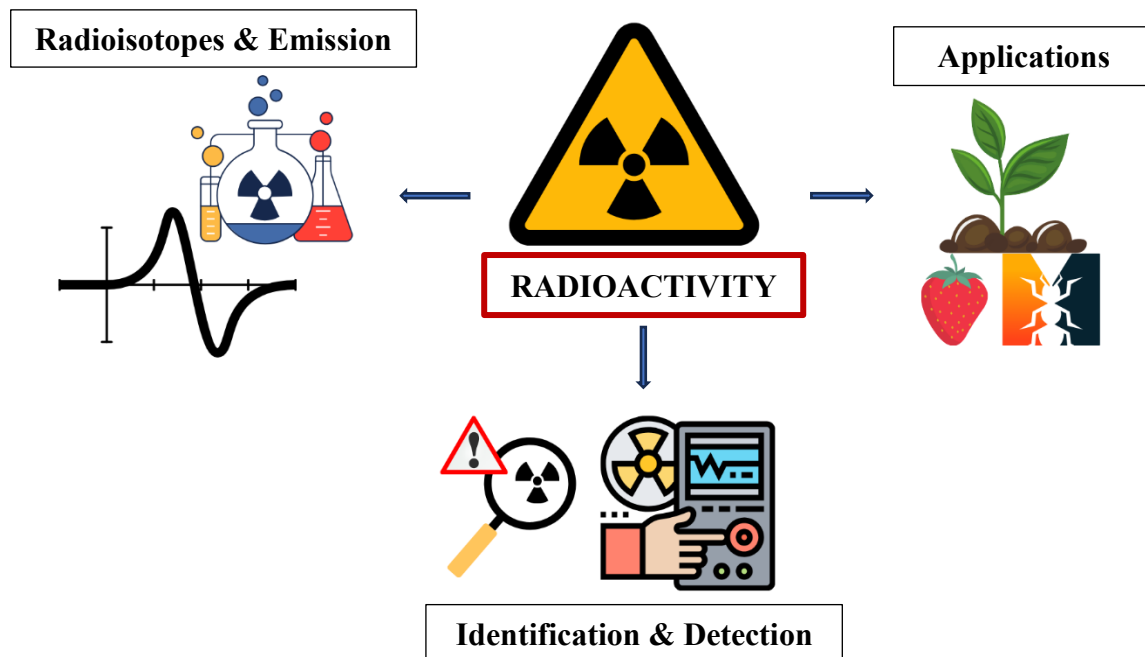 Radioisotopes & Emission
Applications
RADIOACTIVITY
Identification & Detection